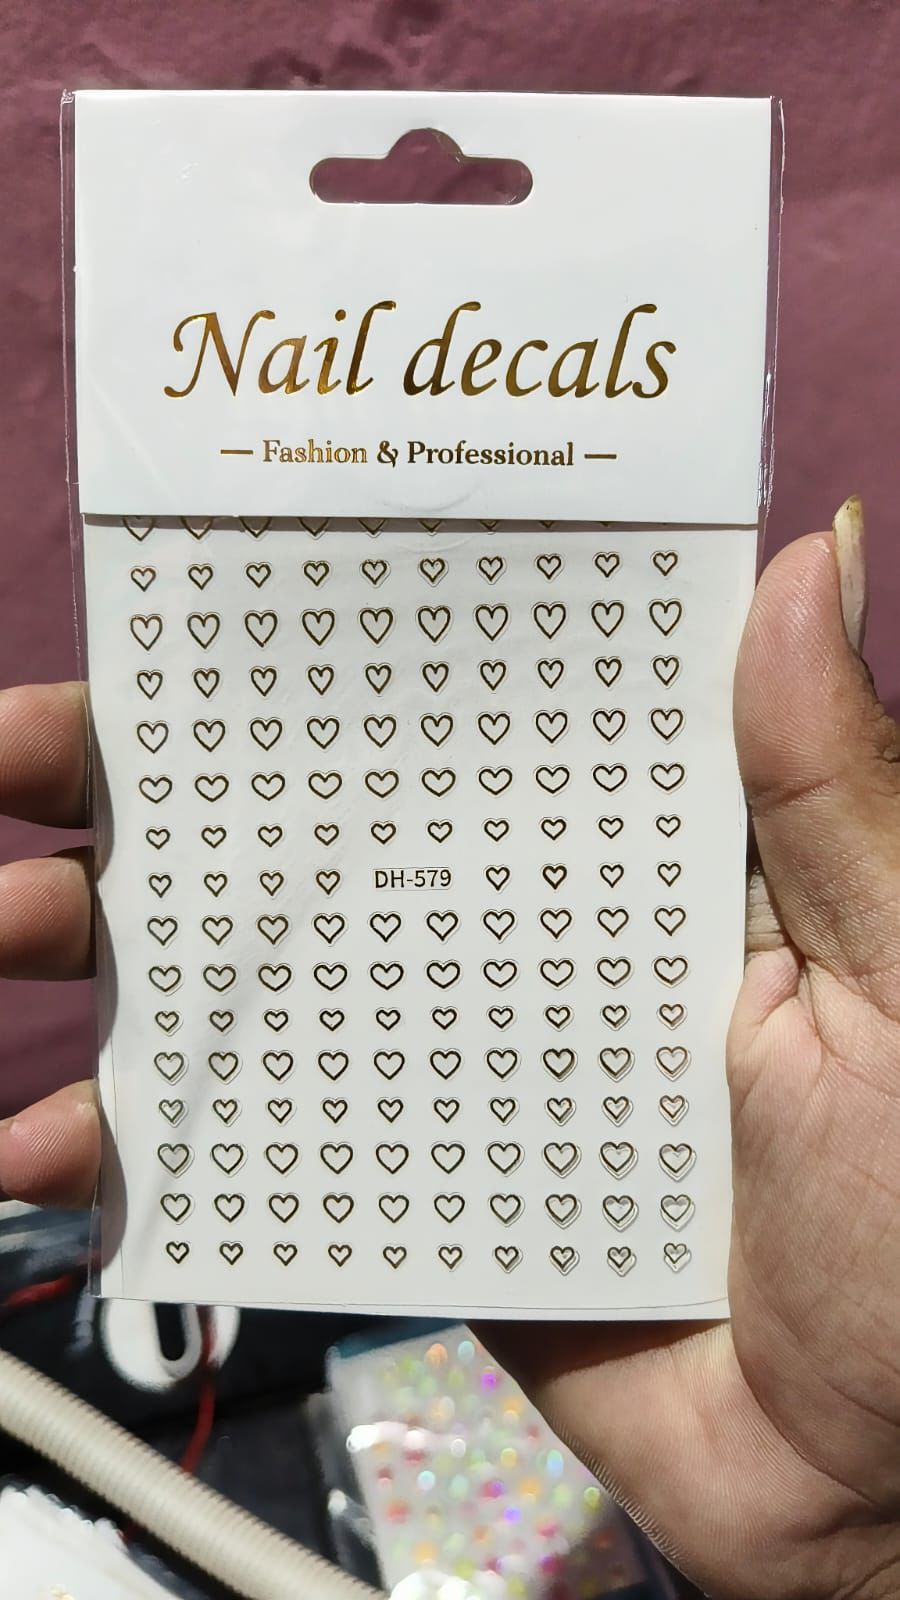 Nail decals
— Fashion & Professional —
DH-579